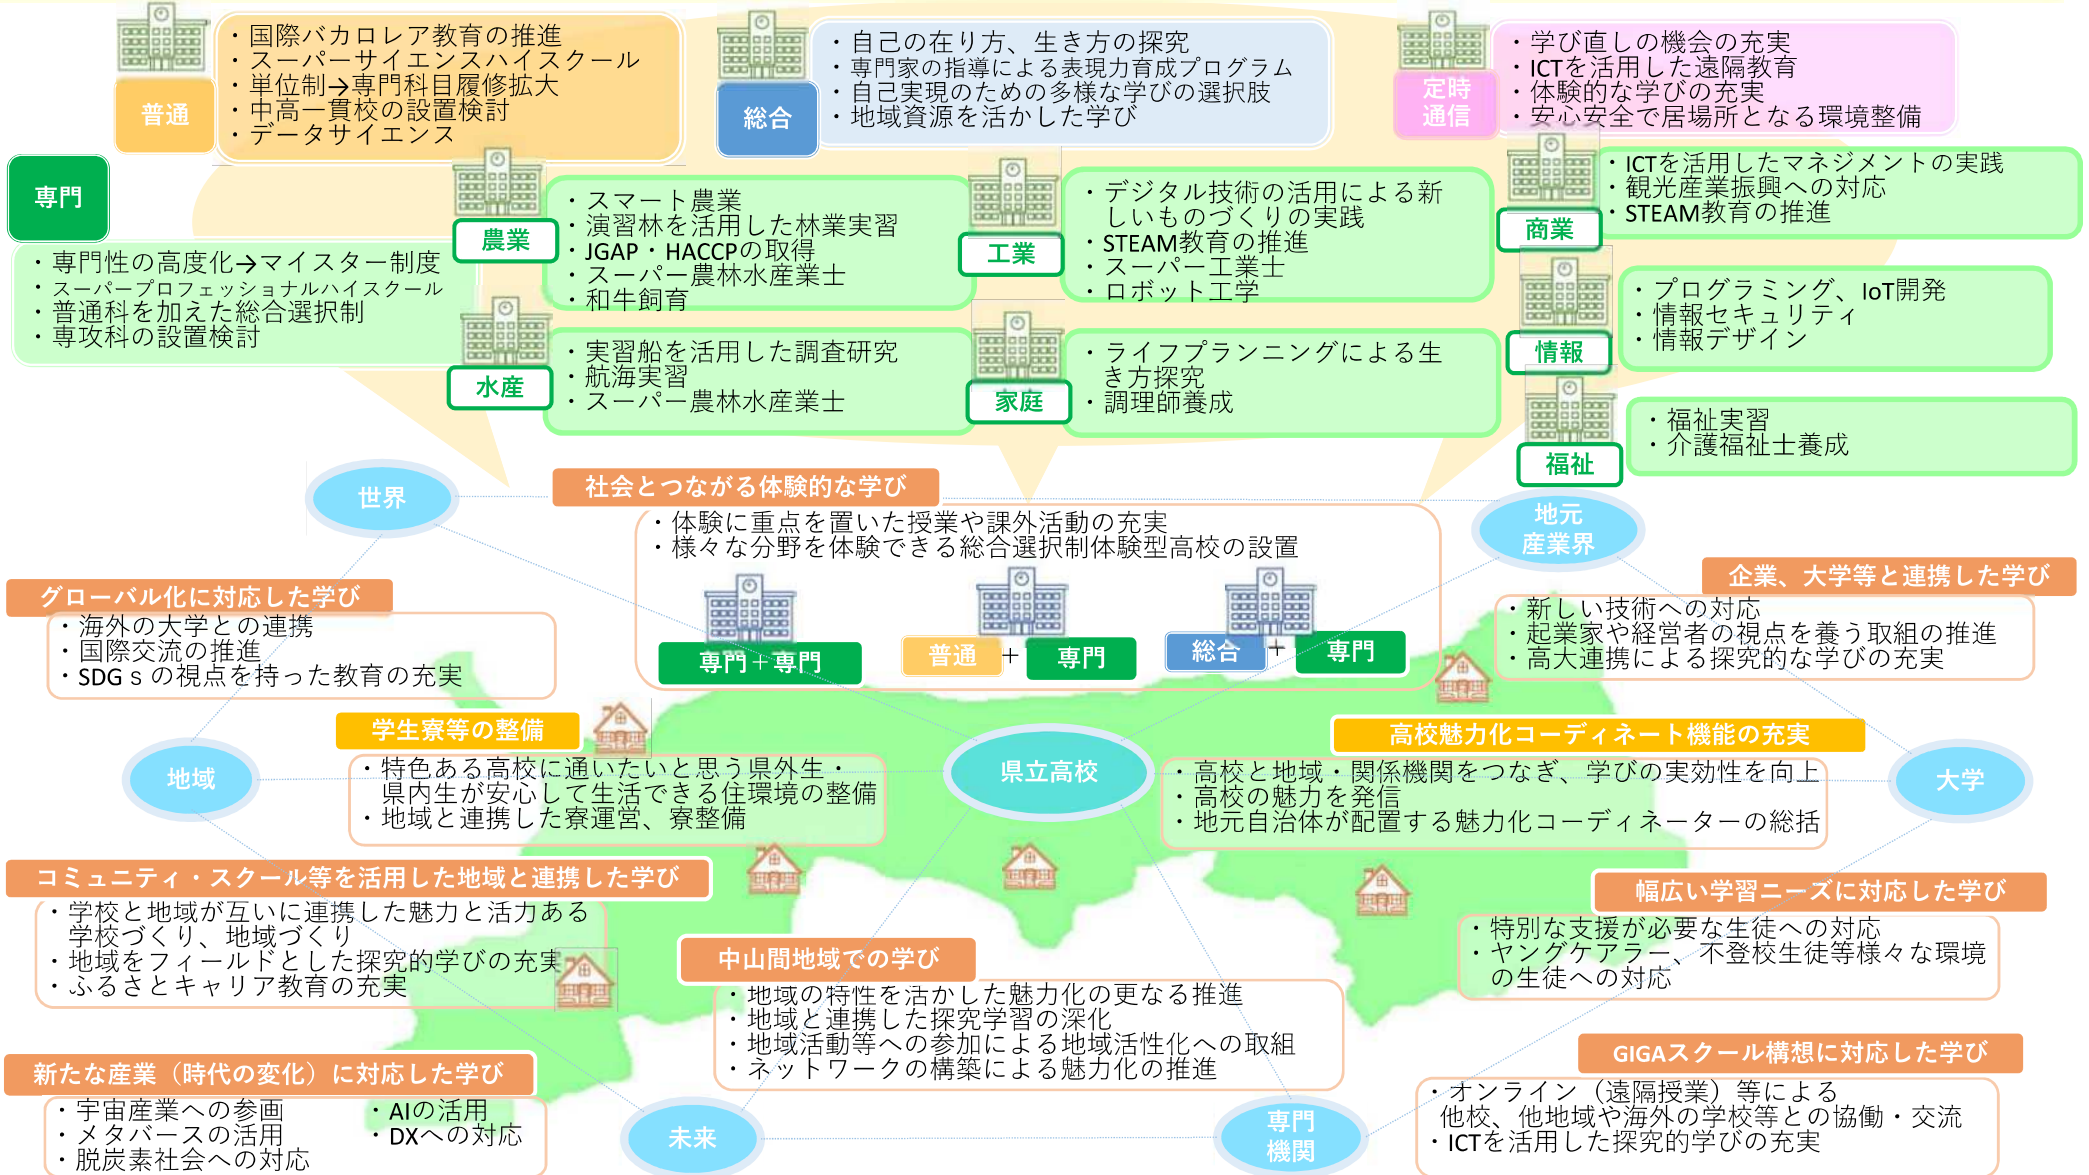 普通
・国際バカロレア教育の推進
・スーパーサイエンスハイスクール
・単位制→専門科目履修拡大
・中高一貫校の設置検討
・データサイエンス
総合
・自己の在り方、生き方の探究
・専門家の指導による表現力育成プログラム
・自己実現のための多様な学びの選択肢
・地域資源を活かした学び
定時
通信
・学び直しの機会の充実
・ICTを活用した遠隔教育
・体験的な学びの充実
・安心安全で居場所となる環境整備
専門
・専門性の高度化→マイスター制度
・スーパープロフェッショナルハイスクール
・普通科を加えた総合選択制
・専攻科の設置検討
農業
・スマート農業
・演習林を活用した林業実習
・JGAP・HACCPの取得
・スーパー農林水産業士
・和牛飼育
工業
・デジタル技術の活用による新
しいものづくりの実践
・STEAM教育の推進
・スーパー工業士
・ロボット工学
商業
・ICTを活用したマネジメントの実践
・観光産業振興への対応
・STEAM教育の推進
水産
・実習船を活用した調査研究
・航海実習
・スーパー農林水産業士
家庭
・ライフプランニングによる生
き方探究
・調理師養成
情報
・プログラミング、IoT開発
・情報セキュリティ
・情報デザイン
福祉
・福祉実習
・介護福祉士養成
世界
社会とつながる体験的な学び
・体験に重点を置いた授業や課外活動の充実
・様々な分野を体験できる総合選択制体験型高校の設置
専門＋専門
普通 ＋ 専門
総合 ＋ 専門
地元
産業界
企業、大学等と連携した学び
・新しい技術への対応
・起業家や経営者の視点を養う取組の推進
・高大連携による探究的な学びの充実
グローバル化に対応した学び
・海外の大学との連携
・国際交流の推進
・SDGｓの視点を持った教育の充実
学生寮等の整備
・特色ある高校に通いたいと思う県外生・
県内生が安心して生活できる住環境の整備
・地域と連携した寮運営、寮整備
地域
県立高校
高校魅力化コーディネート機能の充実
・高校と地域・関係機関をつなぎ、学びの実効性を向上
・高校の魅力を発信
・地元自治体が配置する魅力化コーディネーターの総括
大学
コミュニティ・スクール等を活用した地域と連携した学び
・学校と地域が互いに連携した魅力と活力ある
学校づくり、地域づくり
・地域をフィールドとした探究的学びの充実
・ふるさとキャリア教育の充実
中山間地域での学び
・地域の特性を活かした魅力化の更なる推進
・地域と連携した探究学習の深化
・地域活動等への参加による地域活性化への取組
・ネットワークの構築による魅力化の推進
幅広い学習ニーズに対応した学び
・特別な支援が必要な生徒への対応
・ヤングケアラー、不登校生徒等様々な環境
の生徒への対応
新たな産業（時代の変化）に対応した学び
・宇宙産業への参画
・メタバースの活用
・脱炭素社会への対応
・AIの活用
・DXへの対応
未来
専門
機関
GIGAスクール構想に対応した学び
・オンライン（遠隔授業）等による
他校、他地域や海外の学校等との協働・交流
・ICTを活用した探究的学びの充実